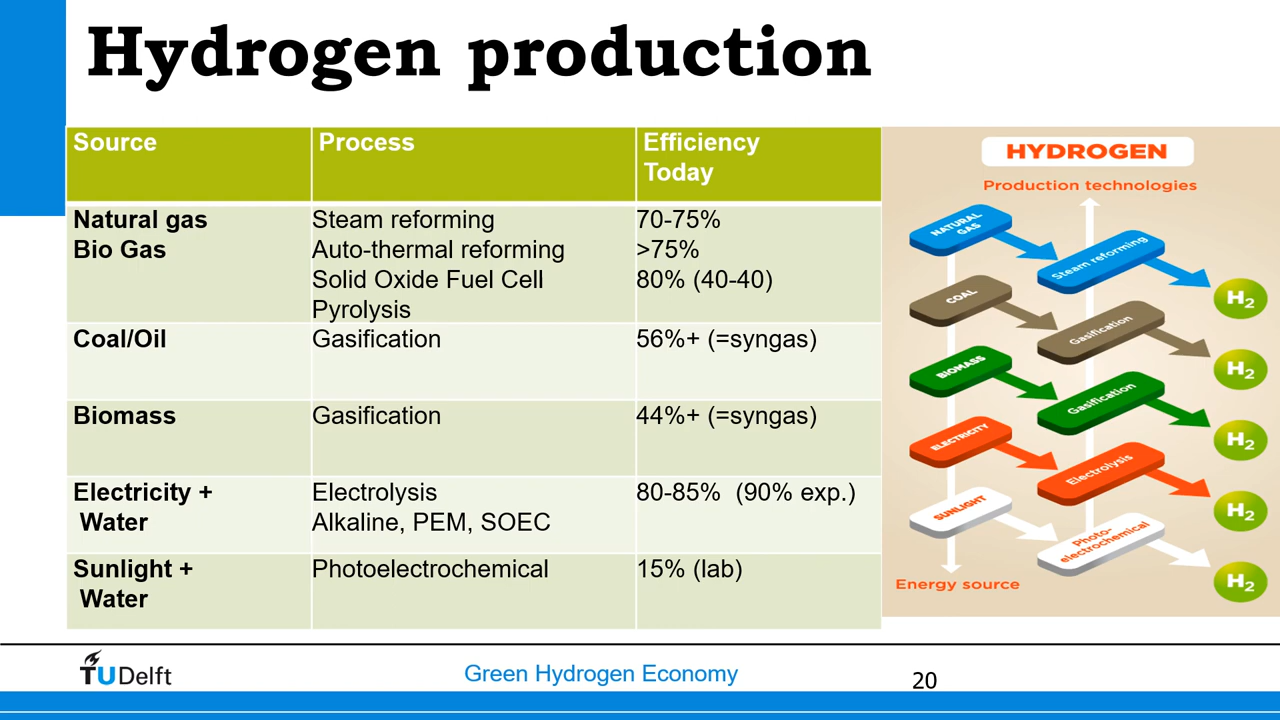 Hydrogen production
Source Process Efficiency
Today
Natural gas Steam reforming 70-75%
Bio Gas Auto-thermal reforming >75%
Solid Oxide Fuel Cell 80% (40-40)
Pyrolysis
Coal/Oil Gasification 56%+ (=syngas)
Biomass Gasification 44%+ (=syngas)
Electricity + Electrolysis 80-85% (90% exp.)
Water Alkaline, PEM, SOEC
Sunlight + Photoelectrochemical 15% (lab)
Water
HYDROGEN
Production technologies
NATURAL
GAS
Steam reforming
H2
COAL
Gasification
H2
BIOMASS
Gasification
H2
ELECTRICITY
Electrolysis
H2
SUNLIGHT
Photo-
electrochemical
H2
Energy source
TU Delft
Green Hydrogen Economy
20